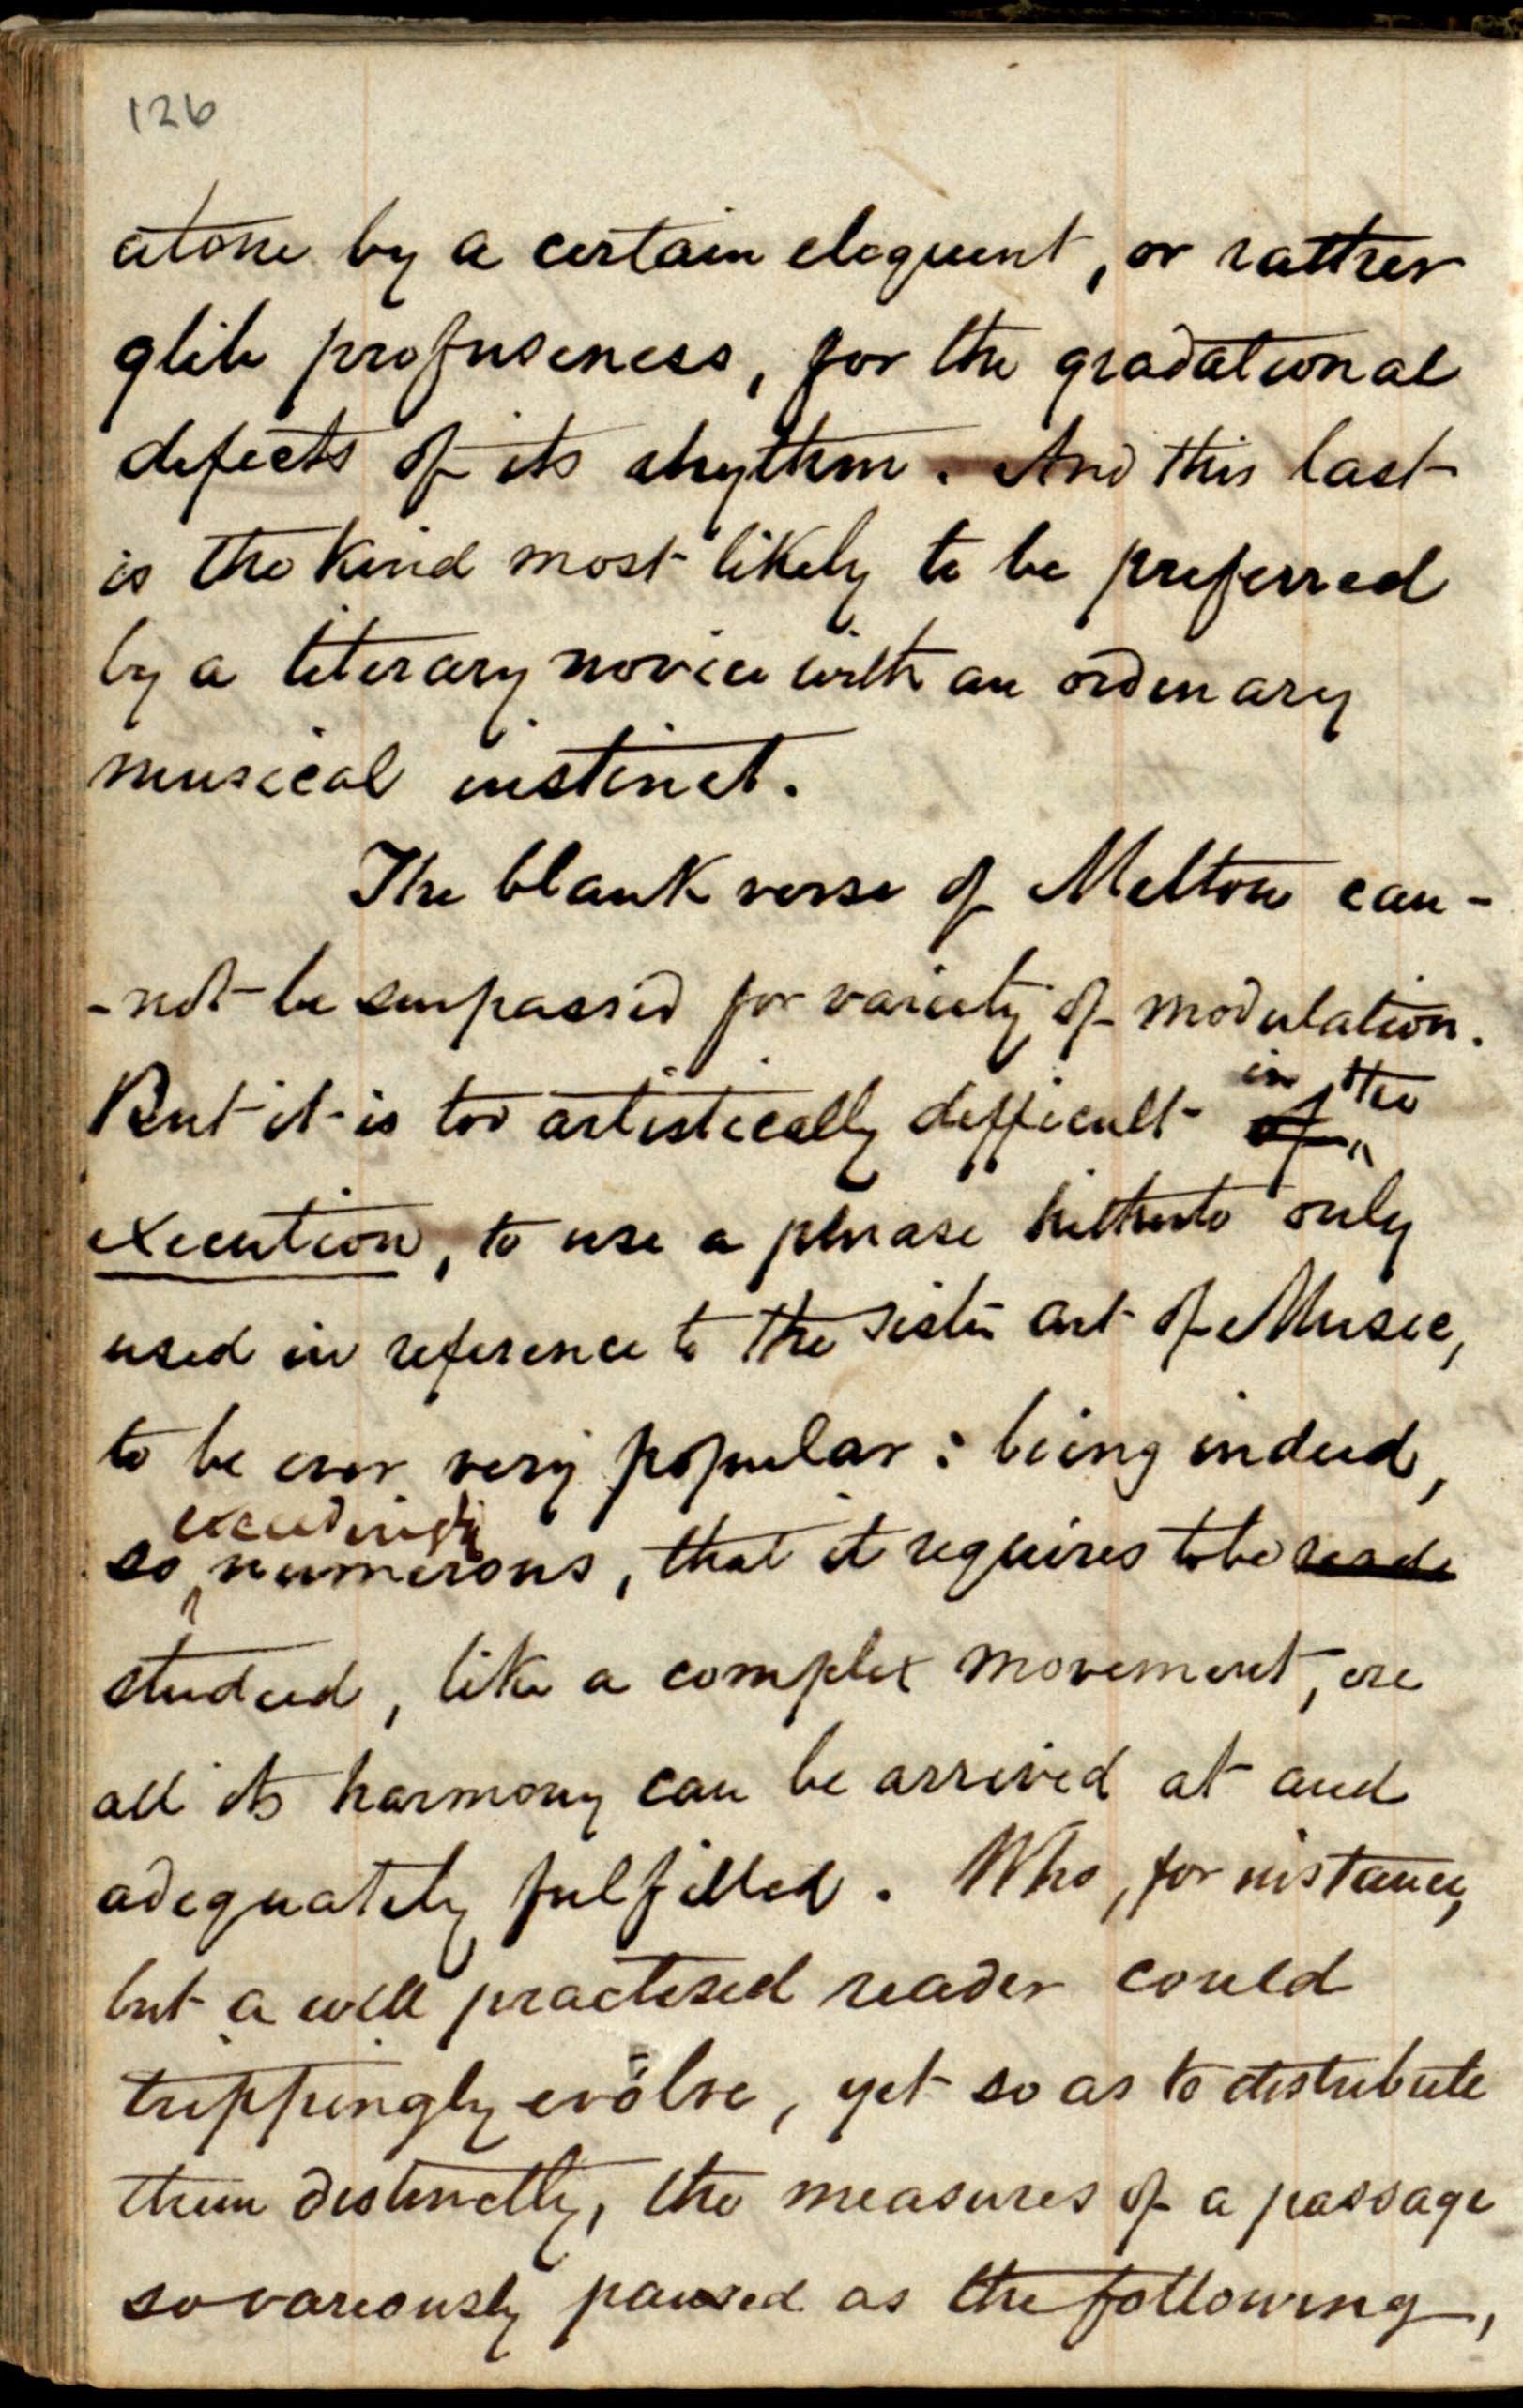 126
atone by a certain eloquent, or rather
glib profuseness, for the gradational
defects of its rhythm. And this last
is the kind most likely to be preferred
by a literary novice with an ordinary
musical instinct.
The blank verse of Milton can-
-not be surpassed for variety of modulation.
in the
But it is too artistically difficult of
execution, to use a phrase hitherto only
used in reference to the sister art of Music,
to be ever very popular: being indeed,
exceedingly
so numerous, that it requires to be read
studied, like a complex movement, ere
all its harmony can be arrived at and
adequately fulfilled. Who, for instance,
but a well practised reader could
trippingly evolve, yet so as to distribute
them distinctly, the measures of a passage
so variously paused as the following,